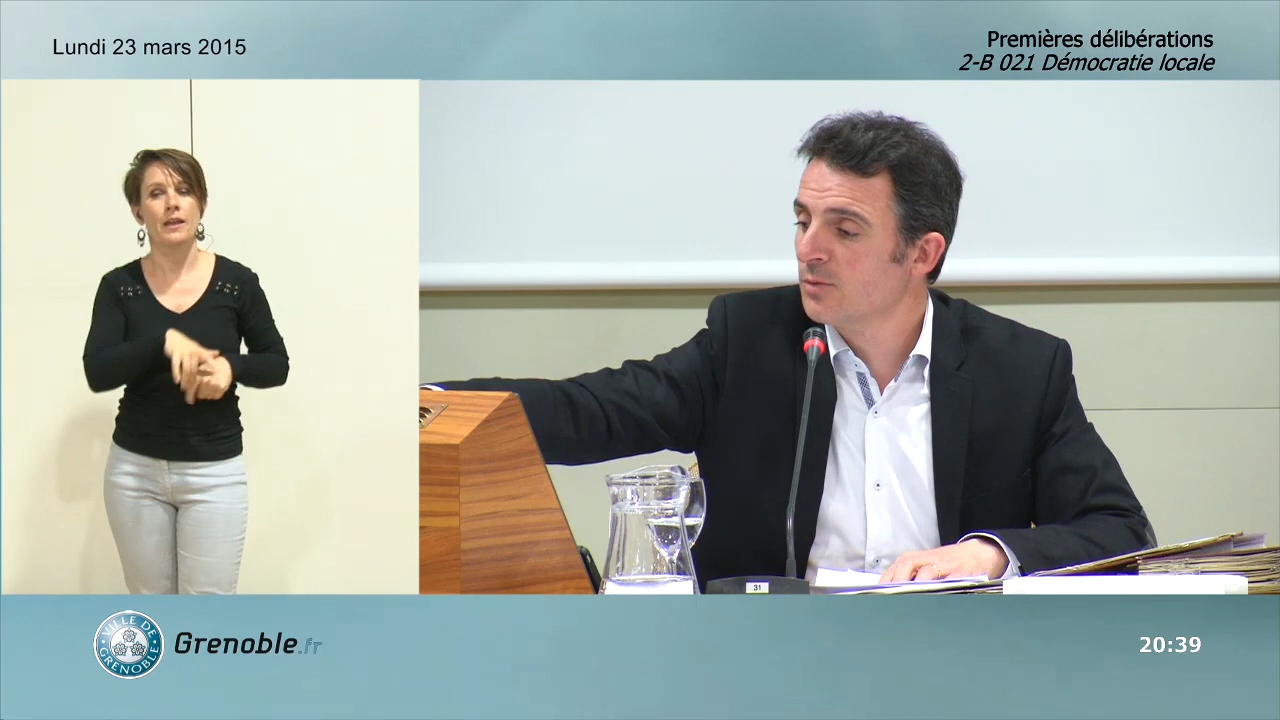 Lundi 23 mars 2015
Premières délibérations
2-B 021 Démocratie locale
31
VILLE DE
GRENOBLE
Grenoble.fr
20:39